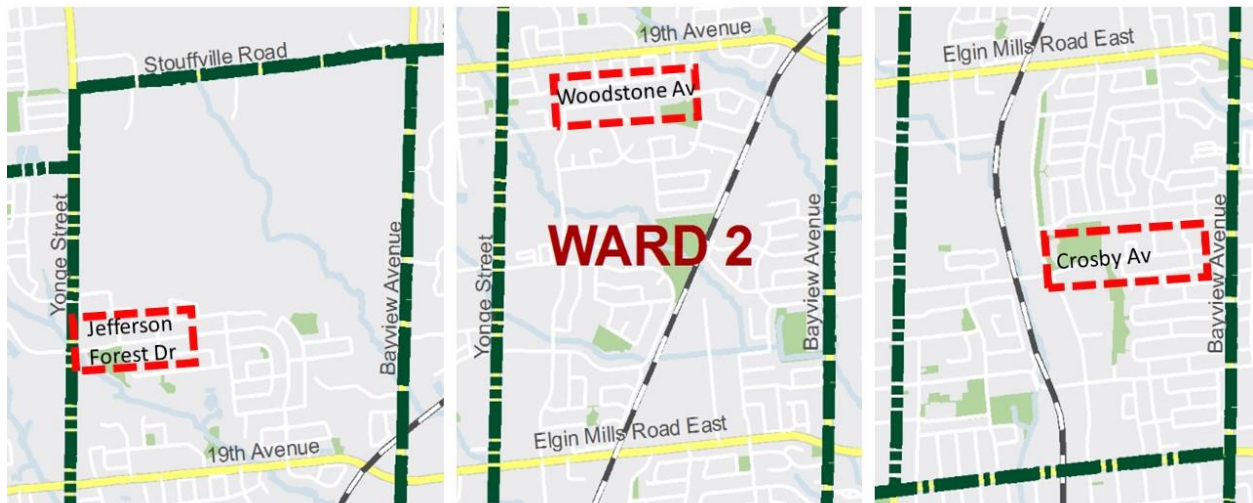 Stouffville Road
Yonge Street
Bayview Avenue
Jefferson
Forest Dr
19th Avenue
19th Avenue
Woodstone Av
WARD 2
Yonge Street
Bayview Avenue
Elgin Mills Road East
Elgin Mills Road East
Crosby Av
Bayview Avenue